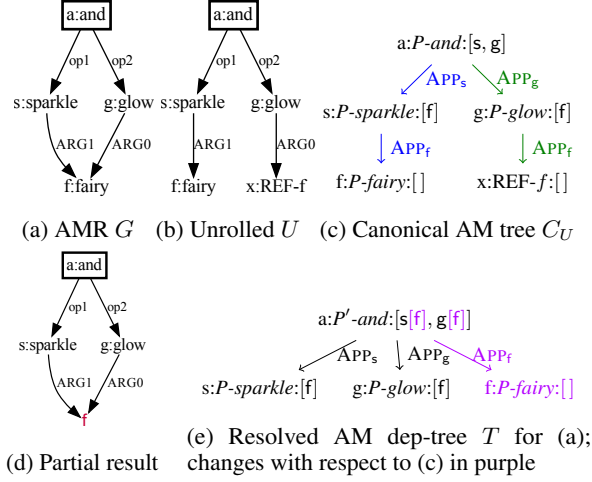 a:and
op1
op2
s:sparkle
g:glow
ARG1
ARG0
f:fairy
(a) AMR G
a:and
op1
op2
s:sparkle
g:glow
ARG1
ARG0
f:fairy
x:REF-f
(b) Unrolled U
a:P-and:[s, g]
APPs
APPg
s:P-sparkle:[f]
g:P-glow:[f]
APPf
APPf
f:P-fairy:[ ]
x:REF-f:[ ]
(c) Canonical AM tree CU
a:and
op1
op2
s:sparkle
g:glow
ARG1
ARG0
f
(d) Partial result
a:P'-and:[s[f], g[f]]
APPs
APPg
APPf
s:P-sparkle:[f]
g:P-glow:[f]
f:P-fairy:[ ]
(e) Resolved AM dep-tree T for (a);
changes with respect to (c) in purple